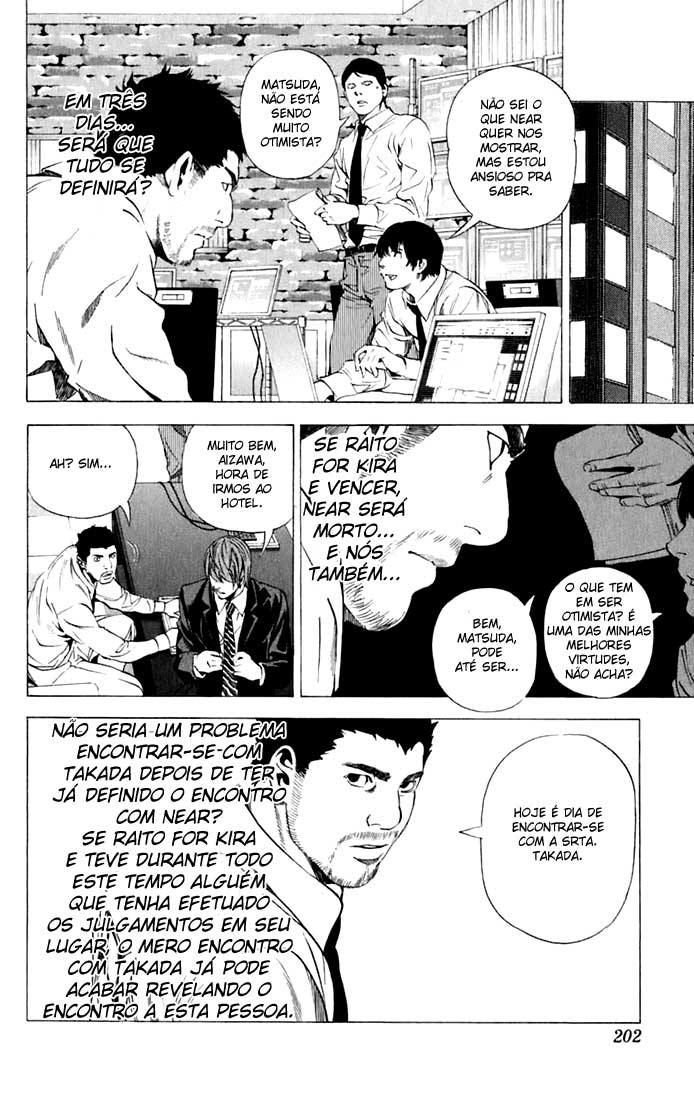 NÃO SEI O
QUE NEAR
QUER NOS
MOSTRAR,
MAS ESTOU
ANSIOSO PRA
SABER.
MATSUDA,
NÃO ESTÁ
SENDO
MUITO
OTIMISTA?
EM TRÊS
DIAS...
SERÁ QUE
TUDO SE
DEFINIRÁ?
O QUE TEM
EM SER
OTIMISTA? É
UMA DAS MINHAS
MELHORES
VIRTUDES,
NÃO ACHA?
BEM,
MATSUDA,
PODE
ATÉ SER...
SE RAITO
FOR KIRA
E VENCER,
NEAR SERÁ
MORTO...
E NÓS
TAMBÉM...
MUITO BEM,
AIZAWA,
HORA DE
IRMOS AO
HOTEL.
AH? SIM...
HOJE É DIA DE
ENCONTRAR-SE
COM A SRTA.
TAKADA.
NÃO SERIA UM PROBLEMA
ENCONTRAR-SE-COM
TAKADA DEPOIS DE TER
JÁ DEFINIDO O ENCONTRO
COM NEAR?
SE RAITO FOR KIRA
E TEVE DURANTE TODO
ESTE TEMPO ALGUÉM
QUE TENHA EFETUADO
OS JULGAMENTOS EM SEU
LUGAR, O MERO ENCONTRO
COM TAKADA JÁ PODE
ACABAR REVELANDO O
ENCONTRO A ESTA PESSOA.
202